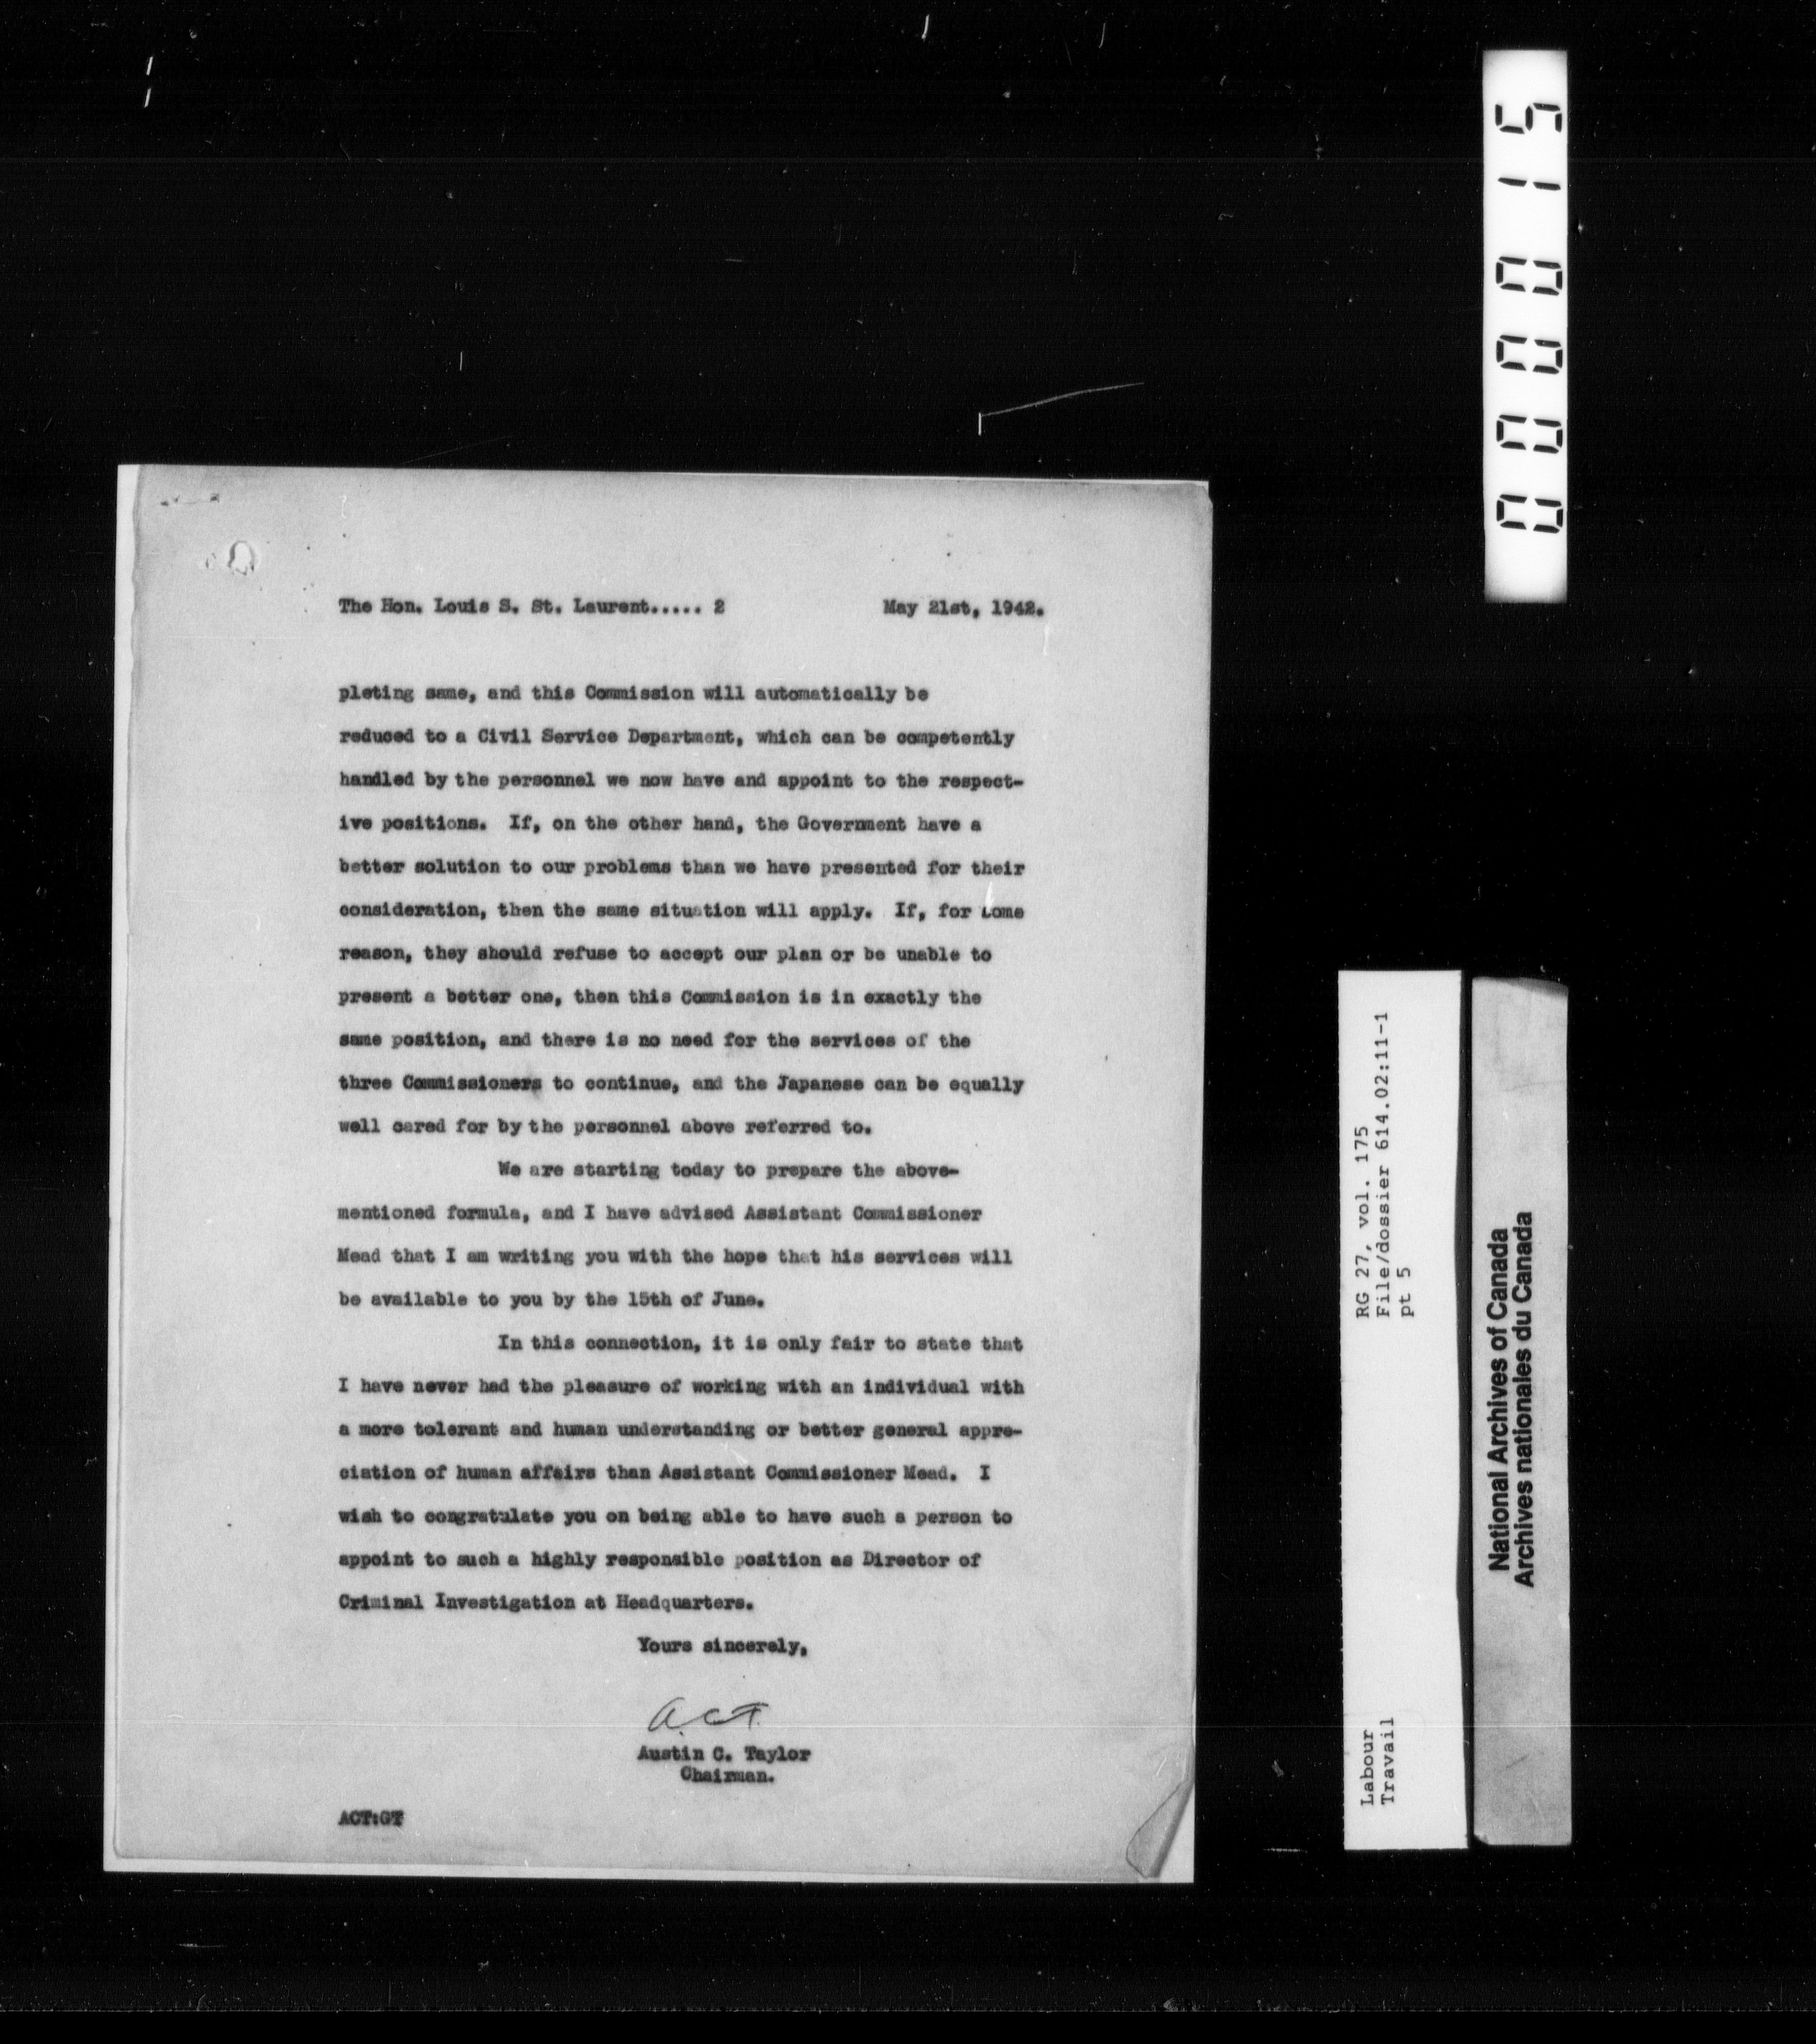 The Hon. Louis S. St. Laurent..... 2 May 21st, 1942.
pleting same, and this Commission will automatically be
reduced to a Civil Service Department, which can be competently
handled by the personnel we now have and appoint to the respect-
ive positions. If, on the other hand, the Government have a
better solution to our problems than we have presented for their
consideration, then the same situation will apply. If, for some
reason, they should refuse to accept our plan or be unable to
present a better one, then this Commission is in exactly the
same position, and there is no need for the services of the
three Commissioners to continue, and the Japanese can be equally
well cared for by the personnel above referred to.
We are starting today to prepare the above-
mentioned formula, and I have advised Assistant Commissioner
Mead that I am writing you with the hope that his services will
be available to you by the 15th of June.
In this connection, it is only fair to state that
I have never had the pleasure of working with an individual with
a more tolerant and human understanding or better general appre-
ciation of human affairs than Assistant Commissioner Mead. I
wish to congratulate you on being able to have such a person to
appoint to such a highly responsible position as Director of
Criminal Investigation at Headquarters.
Yours sincerely,
A.C.T.
Austin C. Taylor
Chairman.
ACT:GT
000015
Labour
Travail
RG 27, vol. 175
File/dossier 614.02:11-1
pt 5
National Archives of Canada
Archives nationales du Canada